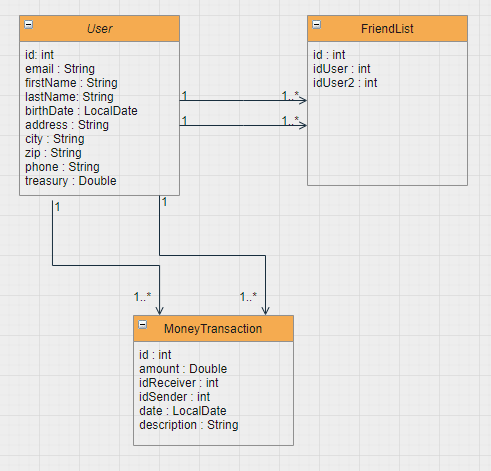 User
id: int
email : String
firstName : String
lastName: String
birthDate : LocalDate
address : String
city : String
zip : String
phone : String
treasury : Double
FriendList
id : int
idUser : int
idUser2 : int
1
1..*
1
1..*
1
1
1..*
1..*
MoneyTransaction
id : int
amount : Double
idReceiver : int
idSender : int
date : LocalDate
description : String